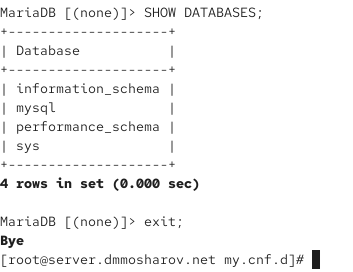 MariaDB [(none)]> SHOW DATABASES;
+--------------------+
| Database           |
+--------------------+
| information_schema |
| mysql              |
| performance_schema |
| sys                |
+--------------------+
4 rows in set (0.000 sec)

MariaDB [(none)]> exit;
Bye
[root@server.dmmosharov.net my.cnf.d]#